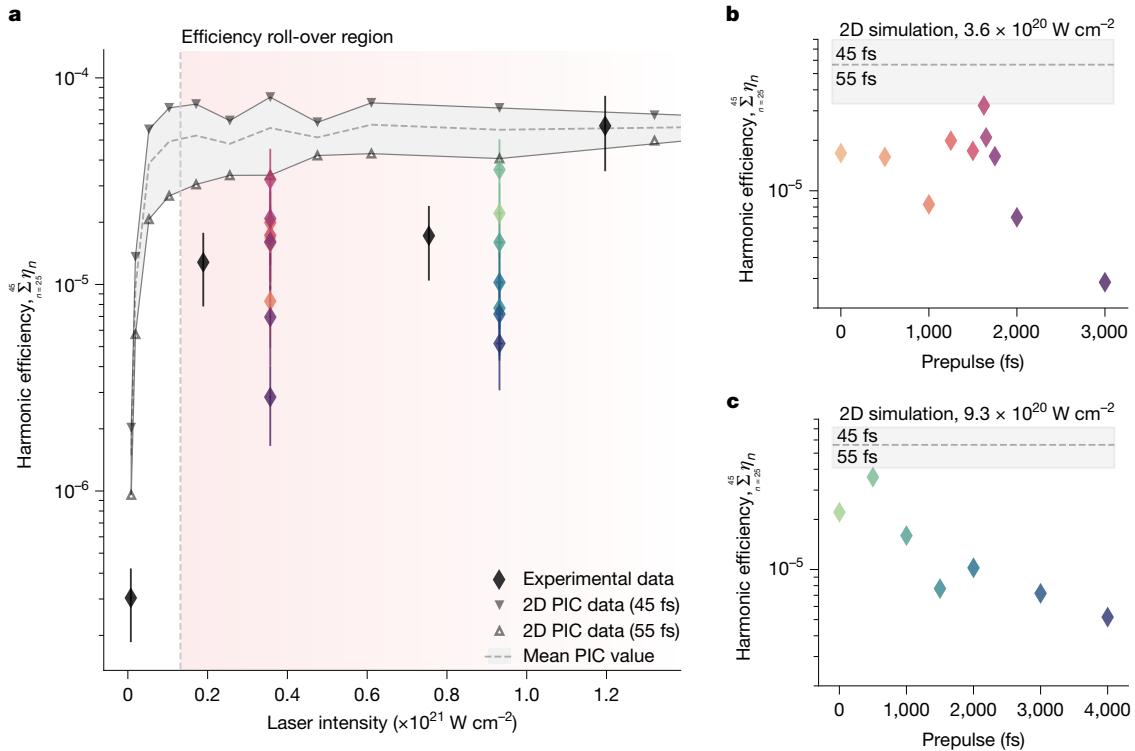 a
Efficiency roll-over region
10⁻⁴
10⁻⁵
10⁻⁶
Harmonic efficiency, ⁴⁵Σₙ₌₂₅ ηₙ
0 0.2 0.4 0.6 0.8 1.0 1.2
Laser intensity (×10²¹ W cm⁻²)
Experimental data
2D PIC data (45 fs)
2D PIC data (55 fs)
Mean PIC value
b
2D simulation, 3.6 × 10²⁰ W cm⁻²
45 fs
55 fs
10⁻⁵
Harmonic efficiency, ⁴⁵Σₙ₌₂₅ ηₙ
0 1,000 2,000 3,000
Prepulse (fs)
c
2D simulation, 9.3 × 10²⁰ W cm⁻²
45 fs
55 fs
10⁻⁵
Harmonic efficiency, ⁴⁵Σₙ₌₂₅ ηₙ
0 1,000 2,000 3,000 4,000
Prepulse (fs)